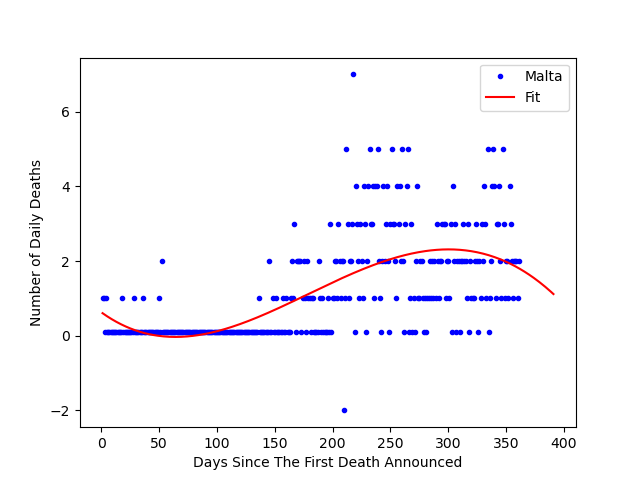 Malta
Fit
6
4
2
0
−2
Number of Daily Deaths
0 50 100 150 200 250 300 350 400
Days Since The First Death Announced